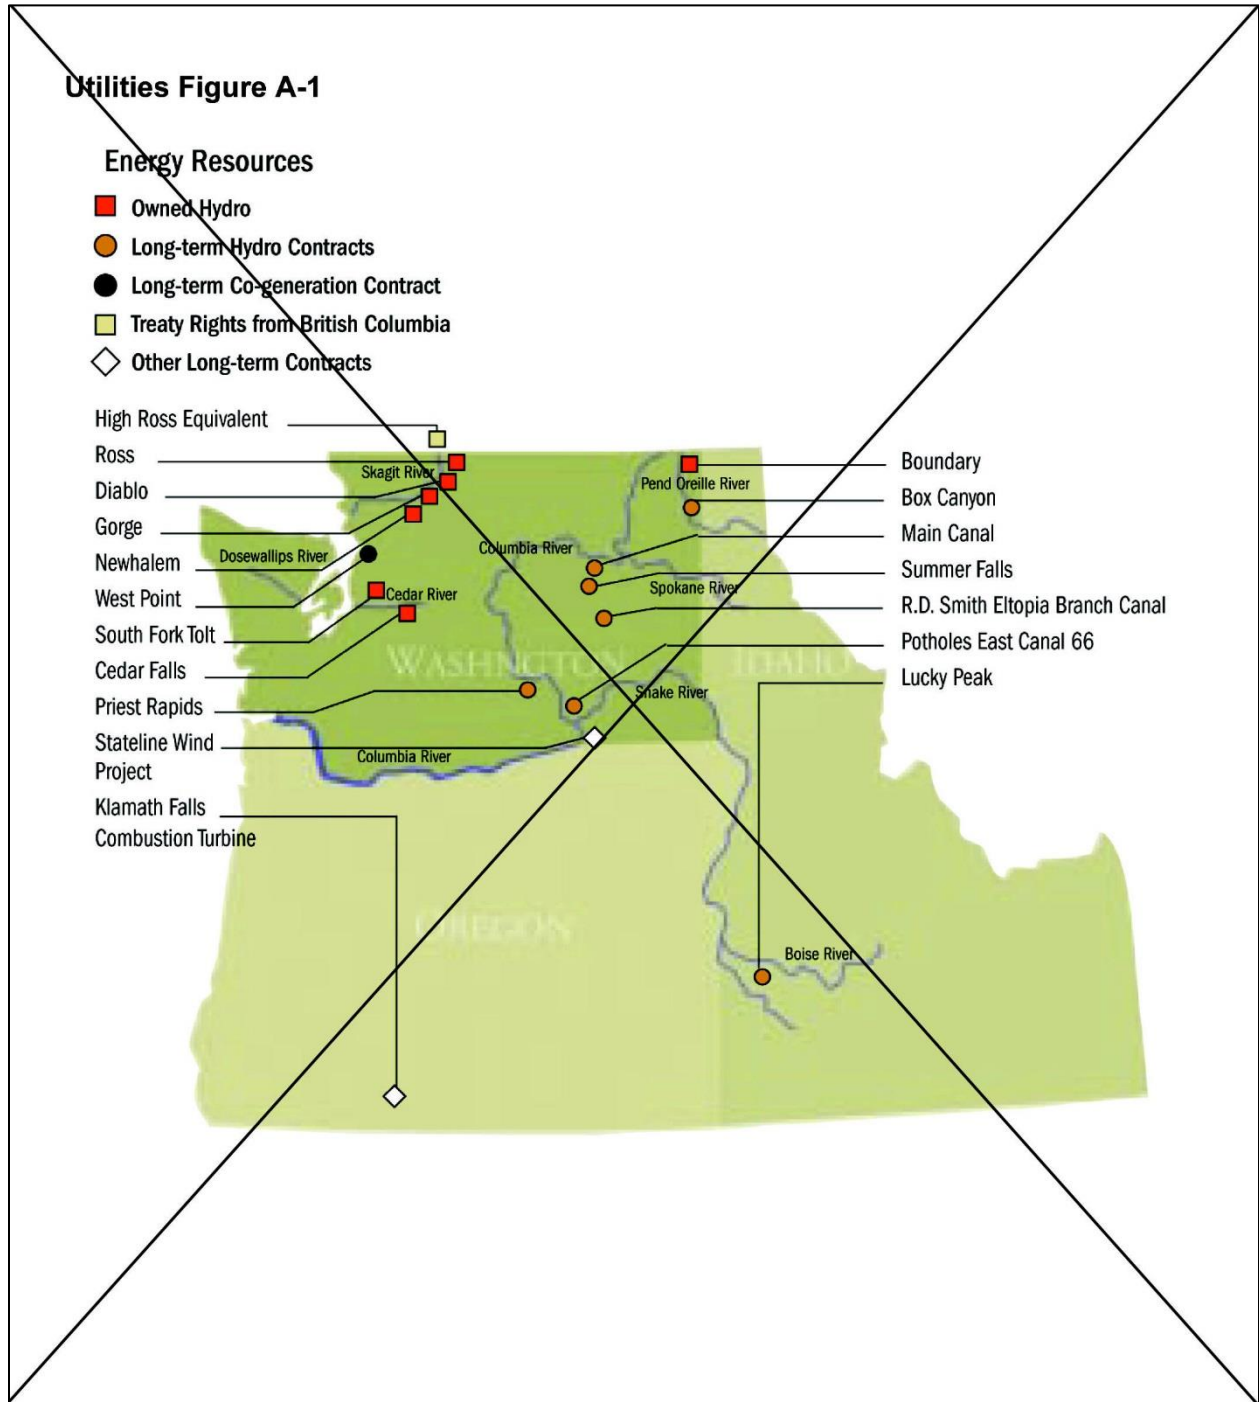 Utilities Figure A-1
Energy Resources
Owned Hydro
Long-term Hydro Contracts
Long-term Co-generation Contract
Treaty Rights from British Columbia
Other Long-term Contracts
High Ross Equivalent
Ross
Diablo
Gorge
Newhalem
West Point
South Fork Tolt
Cedar Falls
Priest Rapids
Stateline Wind
Project
Klamath Falls
Combustion Turbine
Skagit River
Dosewallips River
Cedar River
Columbia River
Pend Oreille River
Spokane River
WASHNGTON
IDAHO
Snake River
Columbia River
OREGON
Boise River
Boundary
Box Canyon
Main Canal
Summer Falls
R.D. Smith Eltopia Branch Canal
Potholes East Canal 66
Lucky Peak